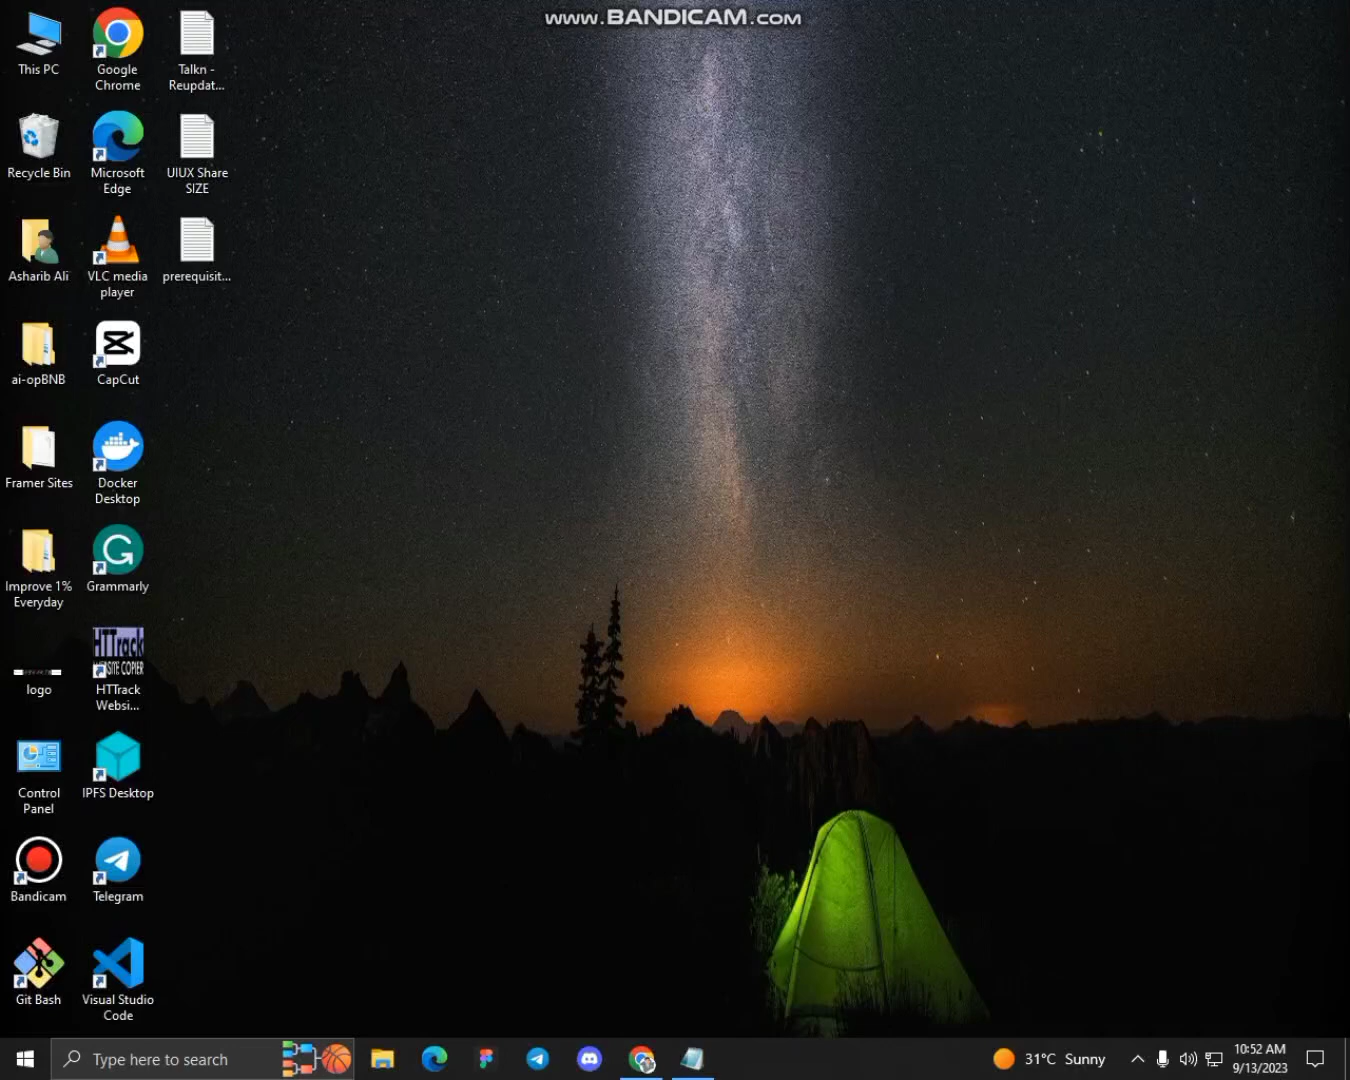 www.BANDICAM.com
This PC
Google
Chrome
Talkn -
Reupdat...
Recycle Bin
Microsoft
Edge
UIUX Share
SIZE
Asharib Ali
VLC media
player
prerequisit...
ai-opBNB
CapCut
Framer Sites
Docker
Desktop
Improve 1%
Everyday
Grammarly
logo
HTTrack
WEBSITE COPIER
HTTrack
Websi...
Control
Panel
IPFS Desktop
Bandicam
Telegram
Git Bash
Visual Studio
Code
Type here to search
31°C Sunny
10:52 AM
9/13/2023